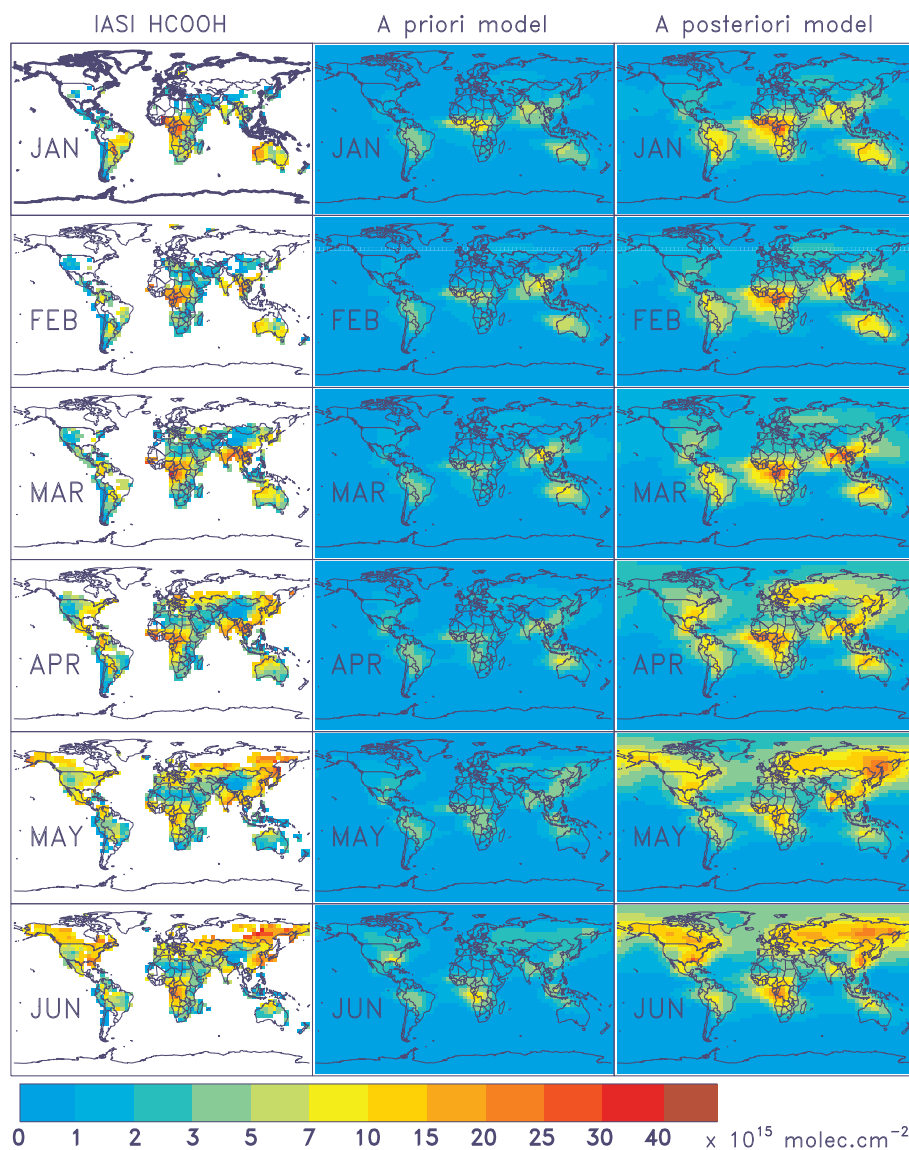 IASI HCOOH A priori model A posteriori model
JAN JAN JAN
FEB FEB FEB
MAR MAR MAR
APR APR APR
MAY MAY MAY
JUN JUN JUN
0 1 2 3 5 7 10 15 20 25 30 40 x 10¹⁵ molec.cm⁻²